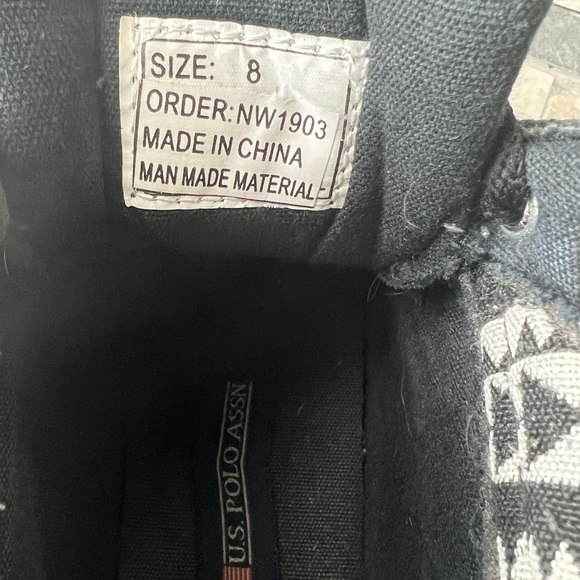 SIZE: 8
ORDER:NW1903
MADE IN CHINA
MAN MADE MATERIAL
U.S. POLO ASSN